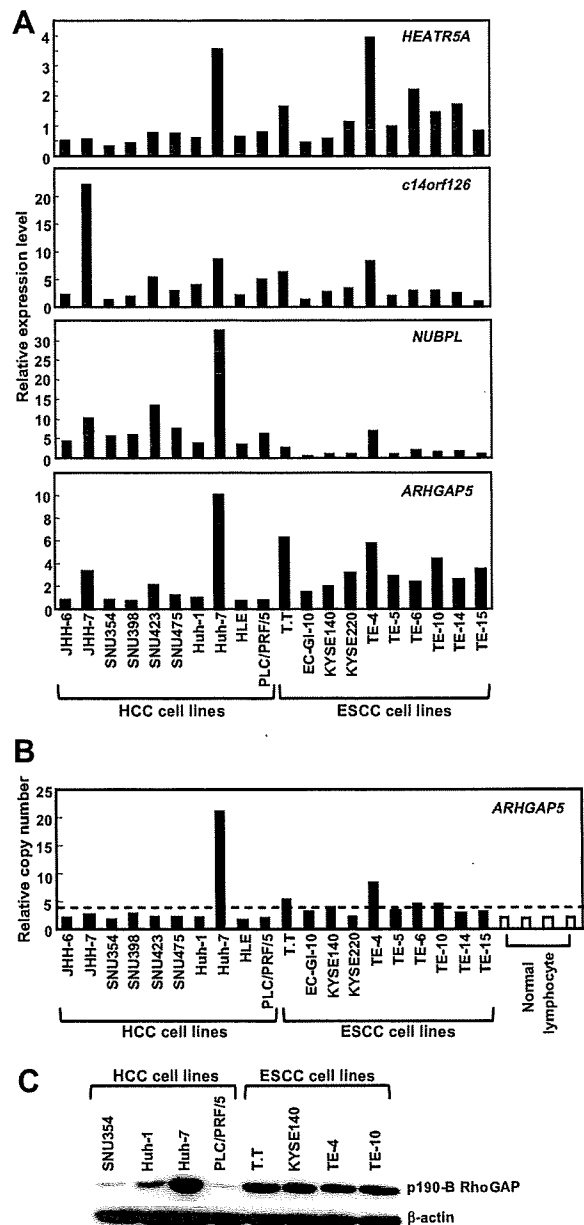 A
HEATR5A
4
3
2
1
0
c14orf126
20
15
10
5
0
Relative expression level
NUBPL
30
25
20
15
10
5
0
ARHGAP5
10
8
6
4
2
0
JHH-6
JHH-7
SNU354
SNU398
SNU423
SNU475
Huh-1
Huh-7
HLE
PLC/PRF/5
T.T
EC-GI-10
KYSE140
KYSE220
TE-4
TE-5
TE-6
TE-10
TE-14
TE-15
HCC cell lines
ESCC cell lines
B
ARHGAP5
Relative copy number
25
20
15
10
5
0
JHH-6
JHH-7
SNU354
SNU398
SNU423
SNU475
Huh-1
Huh-7
HLE
PLC/PRF/5
T.T
EC-GI-10
KYSE140
KYSE220
TE-4
TE-5
TE-6
TE-10
TE-14
TE-15
Normal
lymphocyte
HCC cell lines
ESCC cell lines
C
HCC cell lines
ESCC cell lines
SNU354
Huh-1
Huh-7
PLC/PRF/5
T.T
KYSE140
TE-4
TE-10
p190-B RhoGAP
β-actin